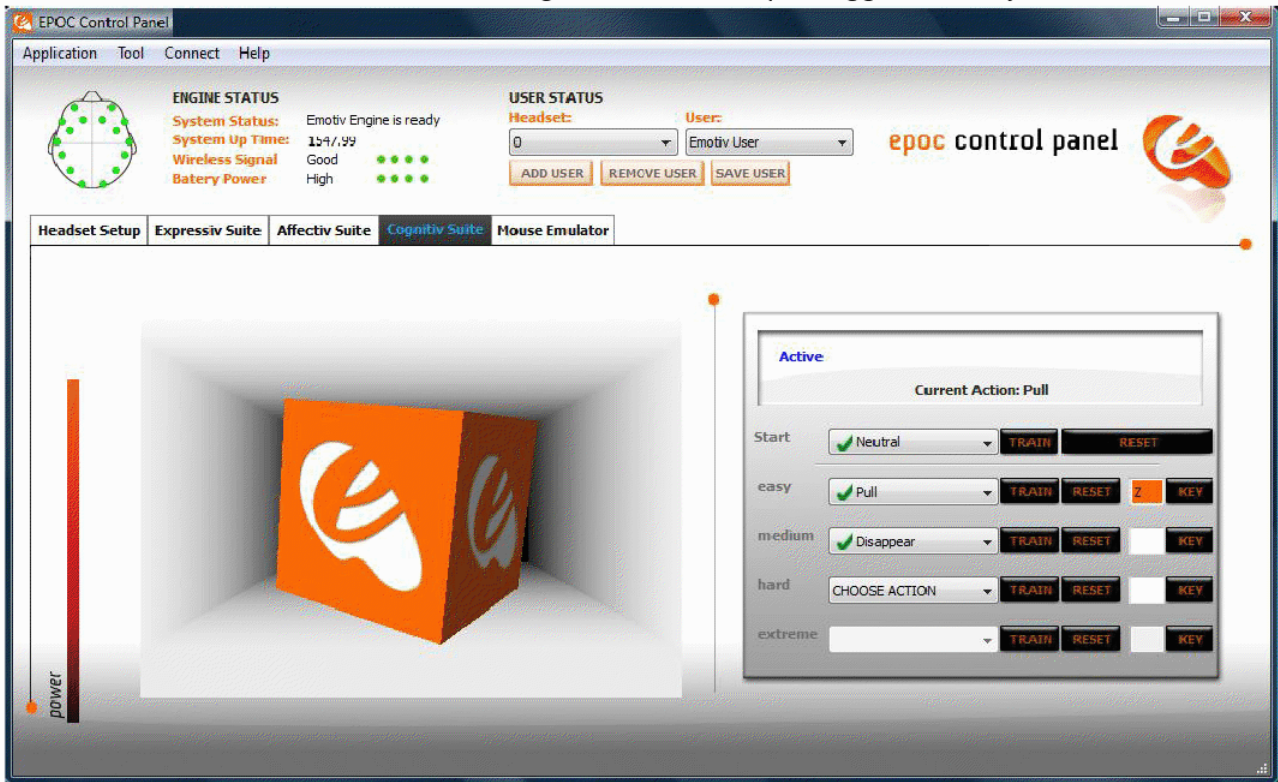 EPOC Control Panel
Application Tool Connect Help
ENGINE STATUS
System Status: Emotiv Engine is ready
System Up Time: 1547.99
Wireless Signal Good
Batery Power High
USER STATUS
Headset: User:
0 Emotiv User
ADD USER REMOVE USER SAVE USER
epoc control panel
Headset Setup Expressiv Suite Affectiv Suite Cognitiv Suite Mouse Emulator
Active
Current Action: Pull
Start Neutral TRAIN RESET
easy Pull TRAIN RESET Z KEY
medium Disappear TRAIN RESET KEY
hard CHOOSE ACTION TRAIN RESET KEY
extreme TRAIN RESET KEY
power